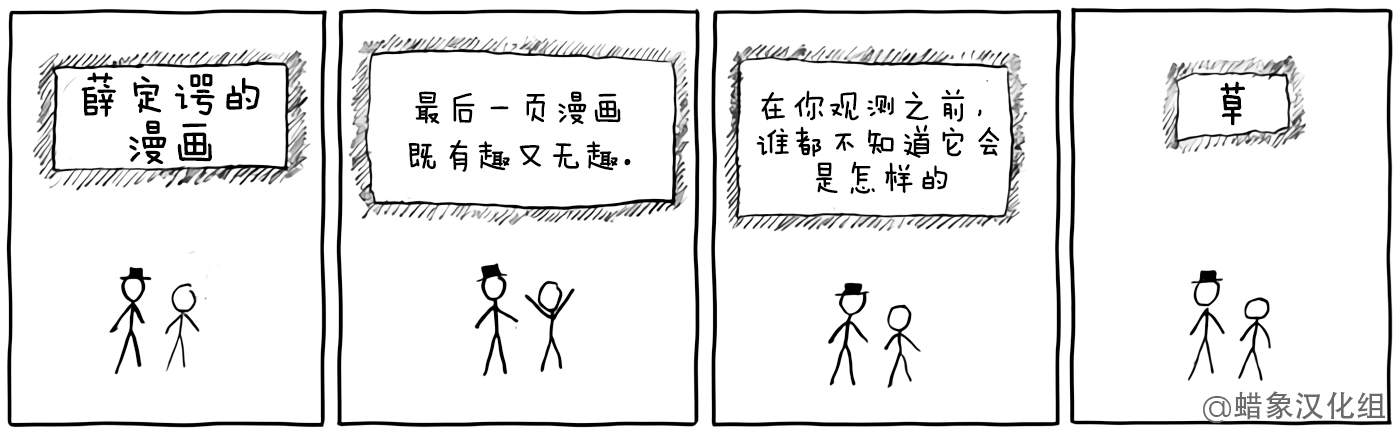 薛定谔的
漫画
最后一页漫画
既有趣又无趣.
在你观测之前,
谁都不知道它会
是怎样的
草
@蜡象汉化组